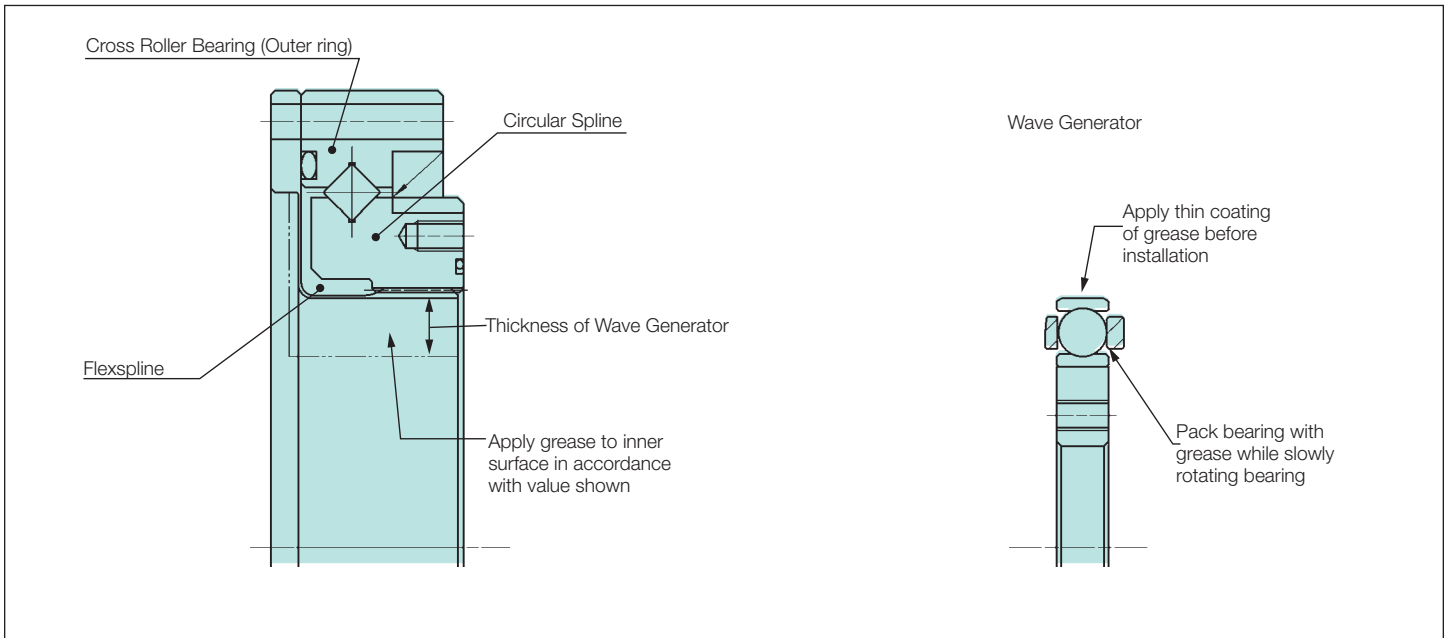 Cross Roller Bearing (Outer ring)
Circular Spline
Thickness of Wave Generator
Flexspline
Apply grease to inner
surface in accordance
with value shown
Wave Generator
Apply thin coating
of grease before
installation
Pack bearing with
grease while slowly
rotating bearing